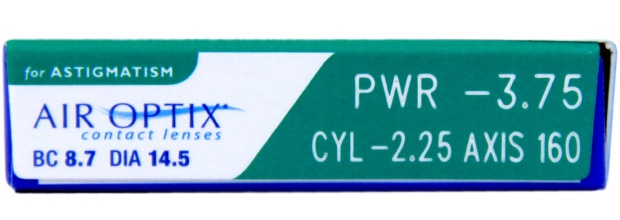 for ASTIGMATISM
AIR OPTIX
contact lenses
BC 8.7 DIA 14.5
PWR -3.75
CYL -2.25 AXIS 160